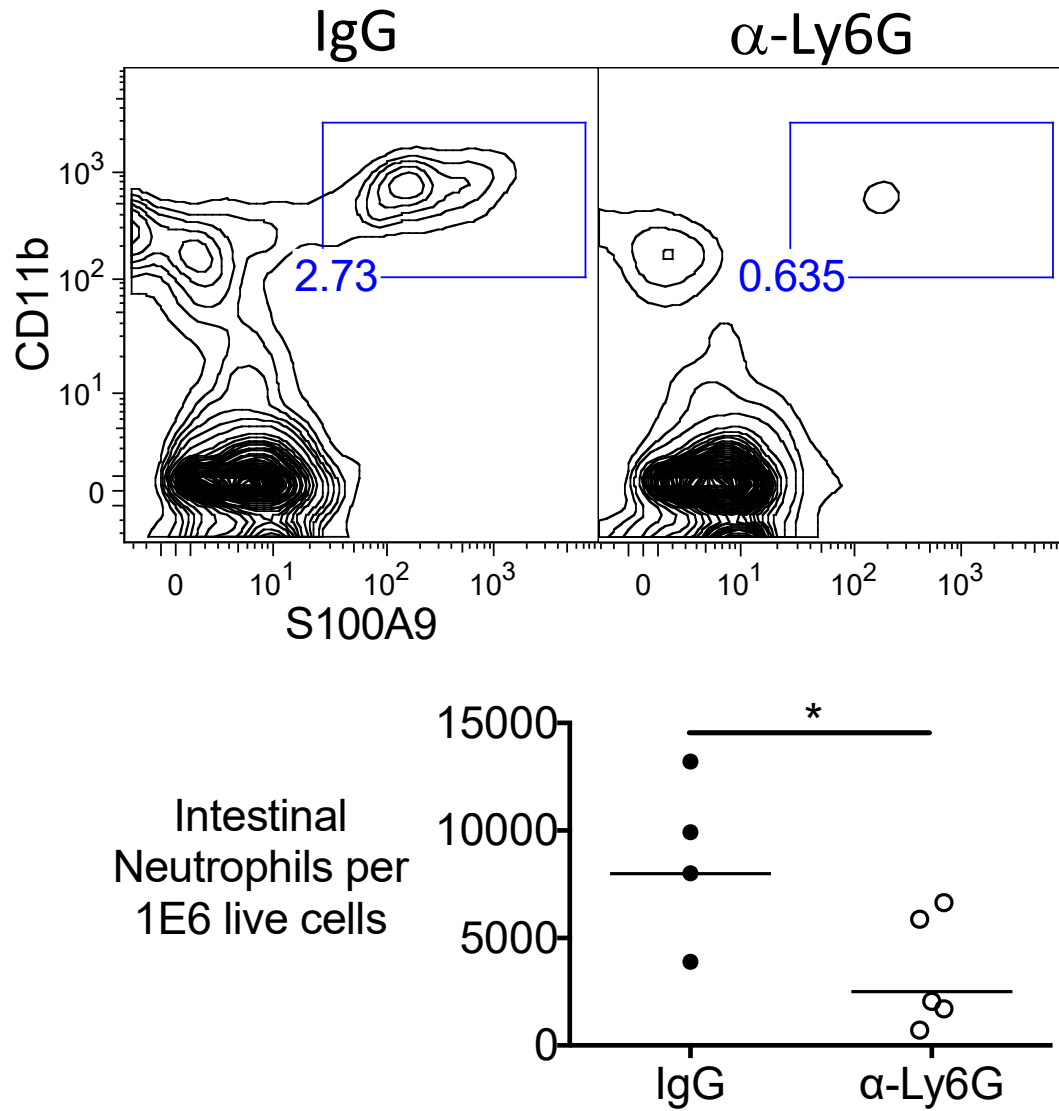 IgG
α-Ly6G
CD11b
10³
10²
10¹
0
2.73
0.635
0 10¹ 10² 10³
0 10¹ 10² 10³
S100A9
Intestinal
Neutrophils per
1E6 live cells
15000
10000
5000
0
*
IgG
α-Ly6G